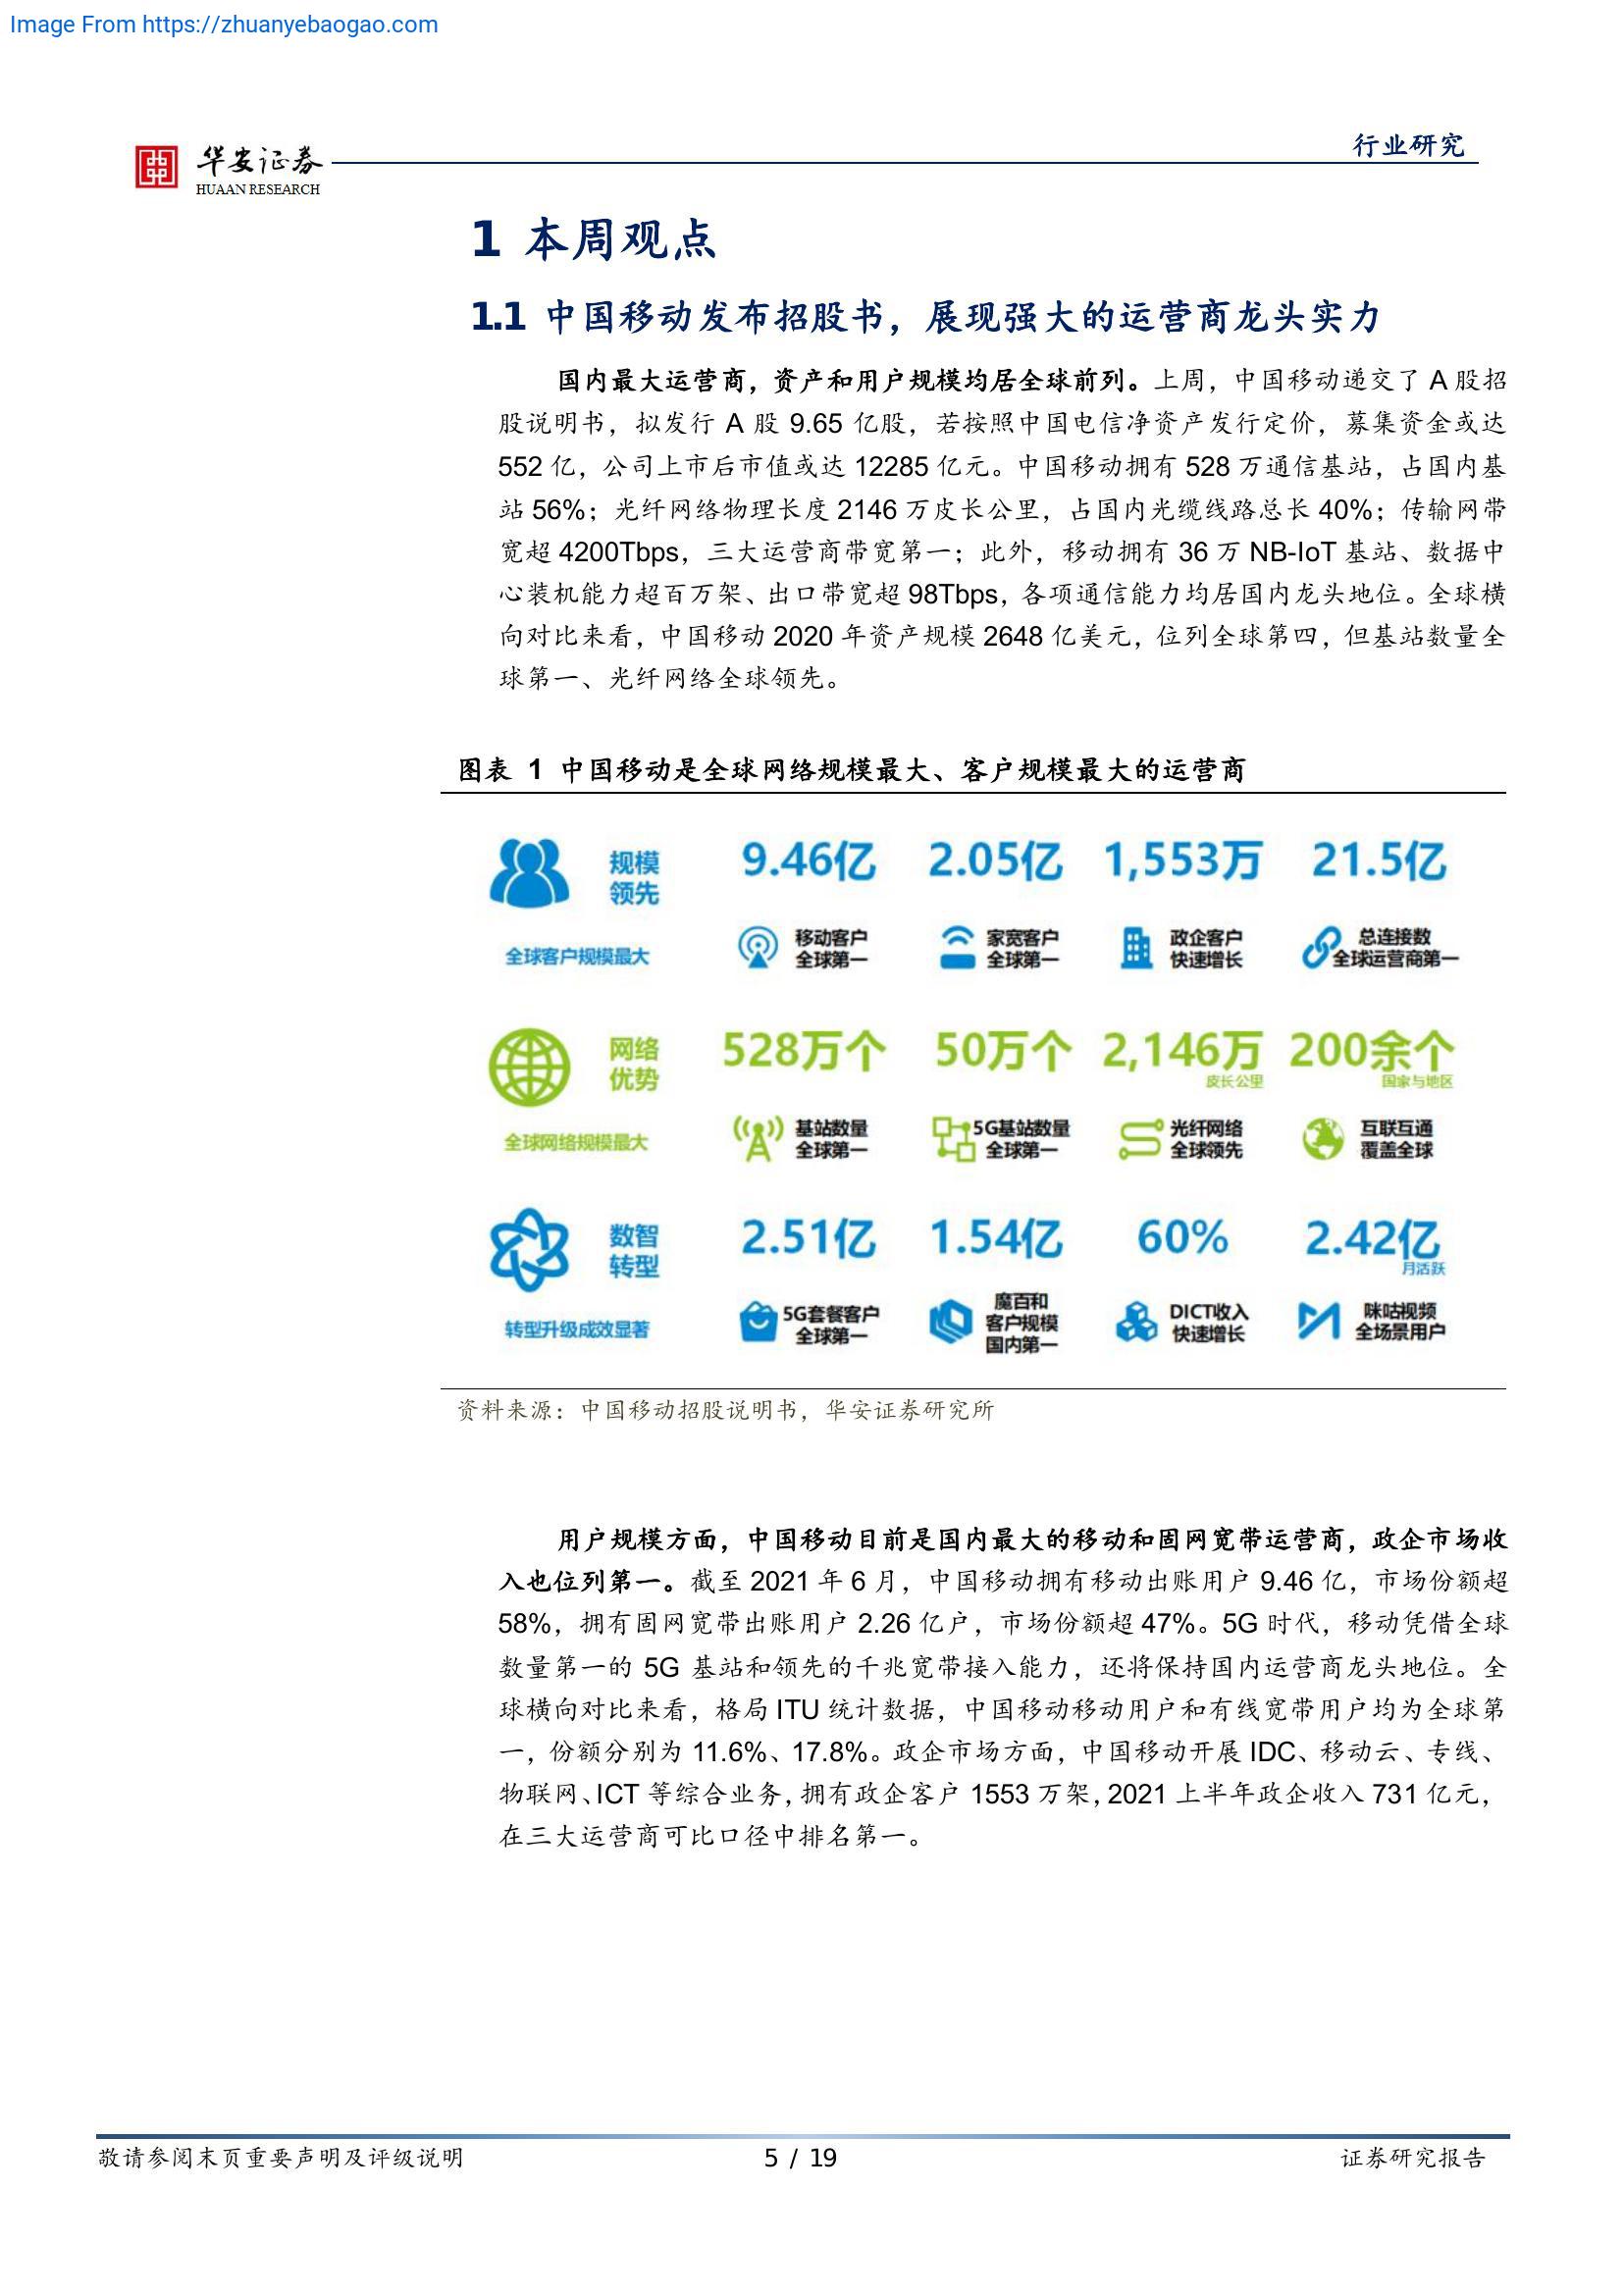 Image From https://zhuanyebaogao.com
华安证券
HUAAN RESEARCH
行业研究
1 本周观点
1.1 中国移动发布招股书，展现强大的运营商龙头实力
国内最大运营商，资产和用户规模均居全球前列。上周，中国移动递交了 A 股招
股说明书，拟发行 A 股 9.65 亿股，若按照中国电信净资产发行定价，募集资金或达
552 亿，公司上市后市值或达 12285 亿元。中国移动拥有 528 万通信基站，占国内基
站 56%；光纤网络物理长度 2146 万皮长公里，占国内光缆线路总长 40%；传输网带
宽超 4200Tbps，三大运营商带宽第一；此外，移动拥有 36 万 NB-IoT 基站、数据中
心装机能力超百万架、出口带宽超 98Tbps，各项通信能力均居国内龙头地位。全球横
向对比来看，中国移动 2020 年资产规模 2648 亿美元，位列全球第四，但基站数量全
球第一、光纤网络全球领先。
图表 1 中国移动是全球网络规模最大、客户规模最大的运营商
规模
领先
全球客户规模最大
9.46亿
移动客户
全球第一
2.05亿
家宽客户
全球第一
1,553万
政企客户
快速增长
21.5亿
总连接数
全球运营商第一
网络
优势
全球网络规模最大
528万个
基站数量
全球第一
50万个
5G基站数量
全球第一
2,146万
皮长公里
光纤网络
全球领先
200余个
国家与地区
互联互通
覆盖全球
数智
转型
转型升级成效显著
2.51亿
5G套餐客户
全球第一
1.54亿
魔百和
客户规模
国内第一
60%
DICT收入
快速增长
2.42亿
月活跃
咪咕视频
全场景用户
资料来源：中国移动招股说明书，华安证券研究所
用户规模方面，中国移动目前是国内最大的移动和固网宽带运营商，政企市场收
入也位列第一。截至 2021 年 6 月，中国移动拥有移动出账用户 9.46 亿，市场份额超
58%，拥有固网宽带出账用户 2.26 亿户，市场份额超 47%。5G 时代，移动凭借全球
数量第一的 5G 基站和领先的千兆宽带接入能力，还将保持国内运营商龙头地位。全
球横向对比来看，格局 ITU 统计数据，中国移动移动用户和有线宽带用户均为全球第
一，份额分别为 11.6%、17.8%。政企市场方面，中国移动开展 IDC、移动云、专线、
物联网、ICT 等综合业务，拥有政企客户 1553 万架，2021 上半年政企收入 731 亿元，
在三大运营商可比口径中排名第一。
敬请参阅末页重要声明及评级说明
5 / 19
证券研究报告